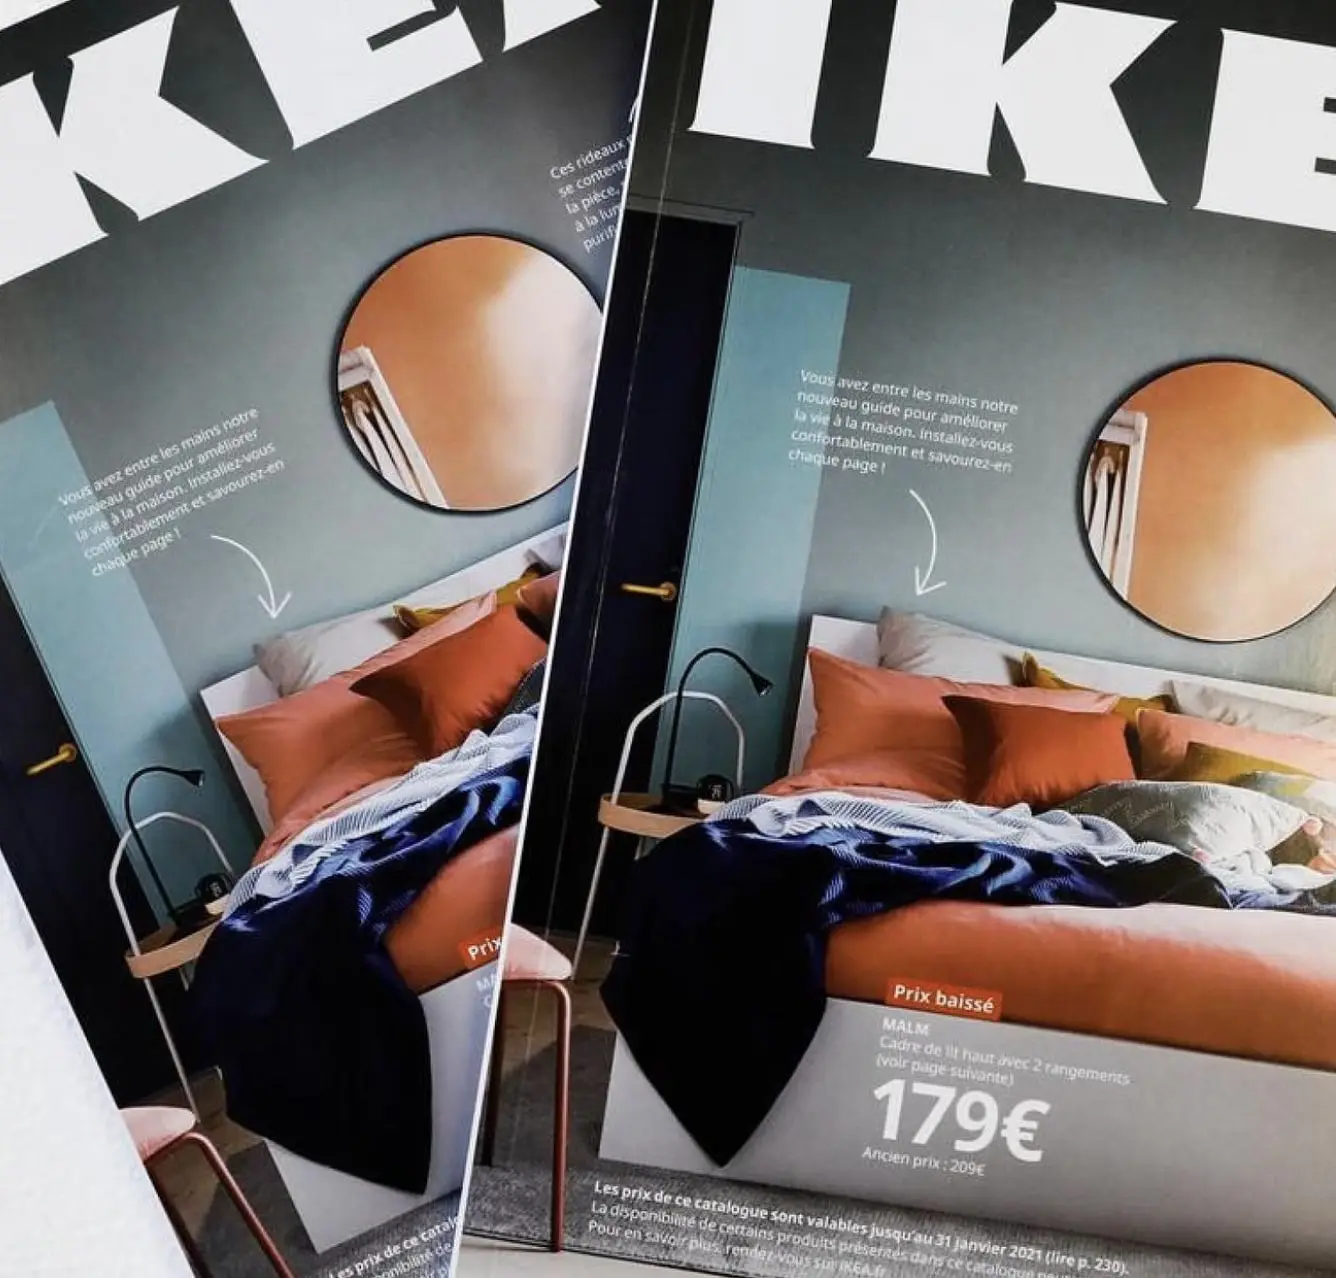 KE
Ces rideaux
se content
la pièce,
à la lun
purif
Vous avez entre les mains notre
nouveau guide pour améliorer
la vie à la maison. Installez-vous
confortablement et savourez-en
chaque page !
Prix
Les prix de ce catal
onibilité de
IKE
Vous avez entre les mains notre
nouveau guide pour améliorer
la vie à la maison. Installez-vous
confortablement et savourez-en
chaque page !
Prix baissé
MALM
Cadre de lit haut avec 2 rangements
(voir page suivante)
179€
Ancien prix : 209€
Les prix de ce catalogue sont valables jusqu'au 31 janvier 2021 (lire p. 230).
La disponibilité de certains produits présentés dans ce catalogue
Pour en savoir plus, rendez-vous sur IKEA.fr